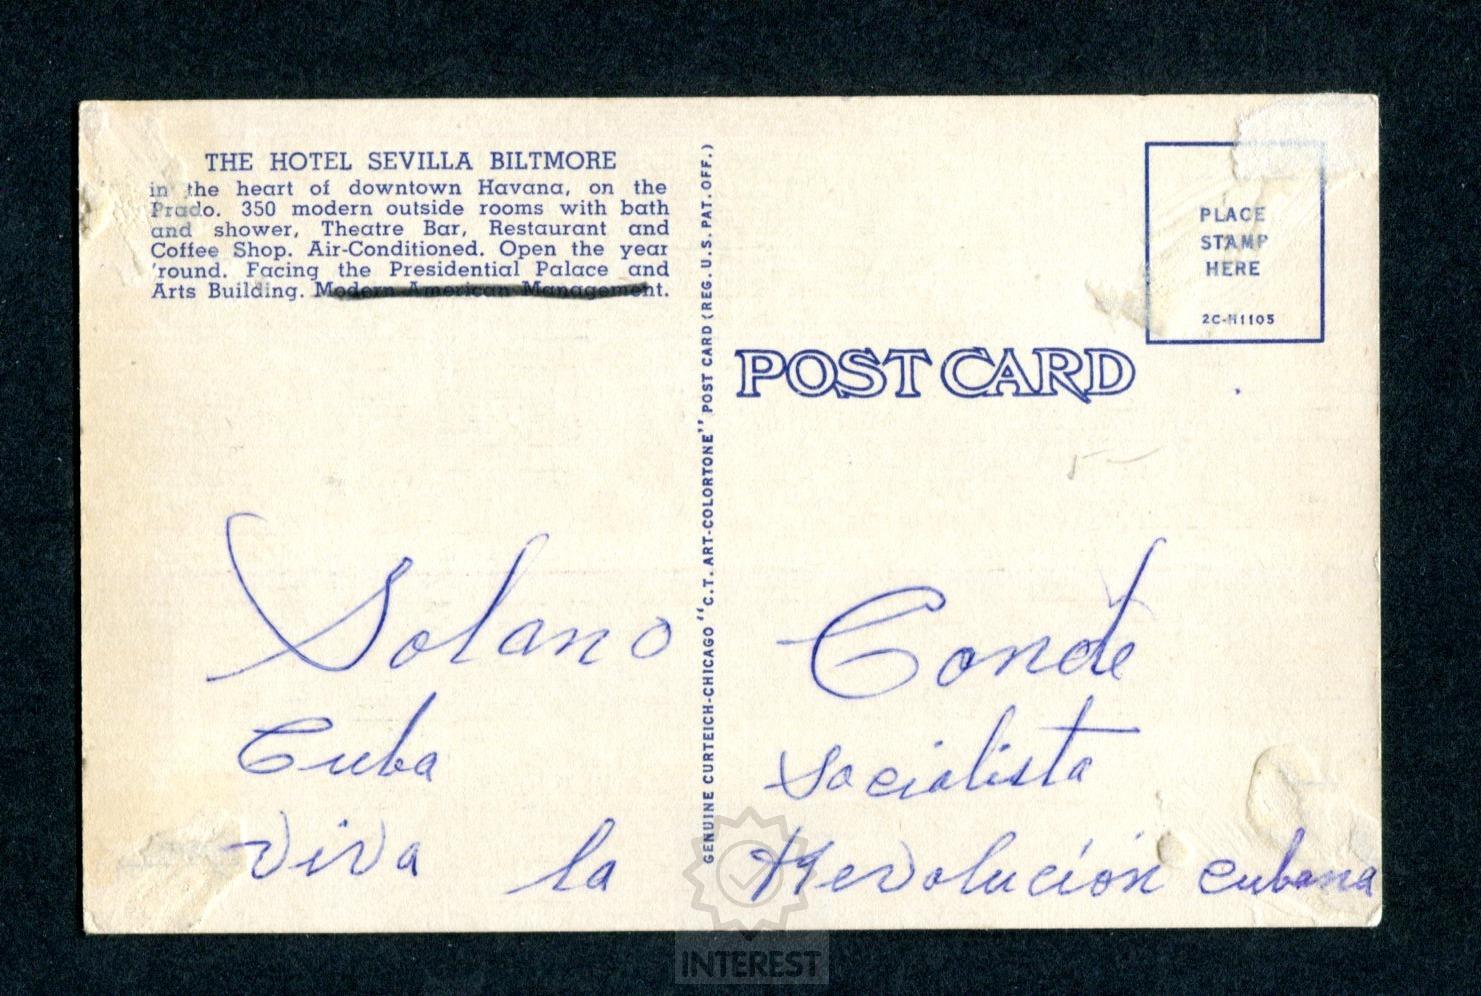 THE HOTEL SEVILLA BILTMORE
in the heart of downtown Havana, on the
Prado. 350 modern outside rooms with bath
and shower, Theatre Bar, Restaurant and
Coffee Shop. Air-Conditioned. Open the year
'round. Facing the Presidential Palace and
Arts Building. Modern American Management.
GENUINE CURTEICH-CHICAGO "C.T. ART-COLORTONE" POST CARD (REG. U.S. PAT. OFF.)
PLACE
STAMP
HERE
2C-H1105
POST CARD
Solano Conde
Cuba Socialista
Viva la Revolución cubana
INTEREST